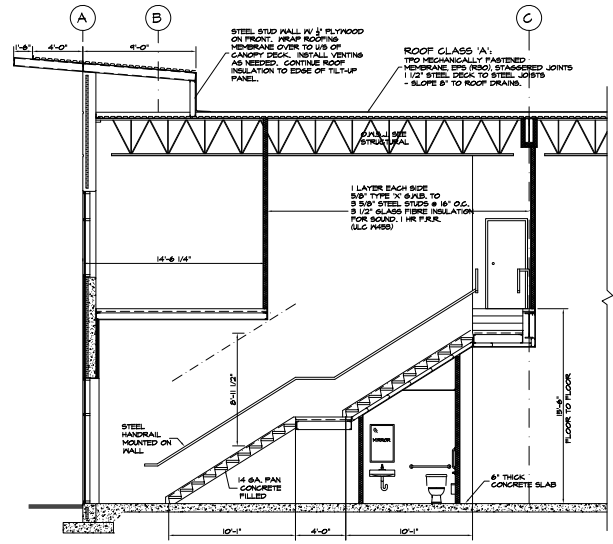 A
B
C
1'-6"
4'-0"
9'-0"
STEEL STUD WALL W/ ½" PLYWOOD
ON FRONT. WRAP ROOFING
MEMBRANE OVER TO U/S OF
CANOPY DECK. INSTALL VENTING
AS NEEDED. CONTINUE ROOF
INSULATION TO EDGE OF TILT-UP
PANEL.
ROOF CLASS 'A':
TPO MECHANICALLY FASTENED
MEMBRANE, EPS (R30), STAGGERED JOINTS
1 1/2" STEEL DECK TO STEEL JOISTS
- SLOPE 8" TO ROOF DRAINS.
O.W.S.J. SEE
STRUCTURAL
1 LAYER EACH SIDE
5/8" TYPE 'X' G.W.B. TO
3 5/8" STEEL STUDS @ 16" O.C.
3 1/2" GLASS FIBRE INSULATION
FOR SOUND. 1 HR F.R.R.
(ULC W453)
14'-6 1/4"
8'-11 1/2"
15'-8"
FLOOR TO FLOOR
STEEL
HANDRAIL
MOUNTED ON
WALL
MIRROR
14 GA. PAN
CONCRETE
FILLED
6" THICK
CONCRETE SLAB
10'-1"
4'-0"
10'-1"